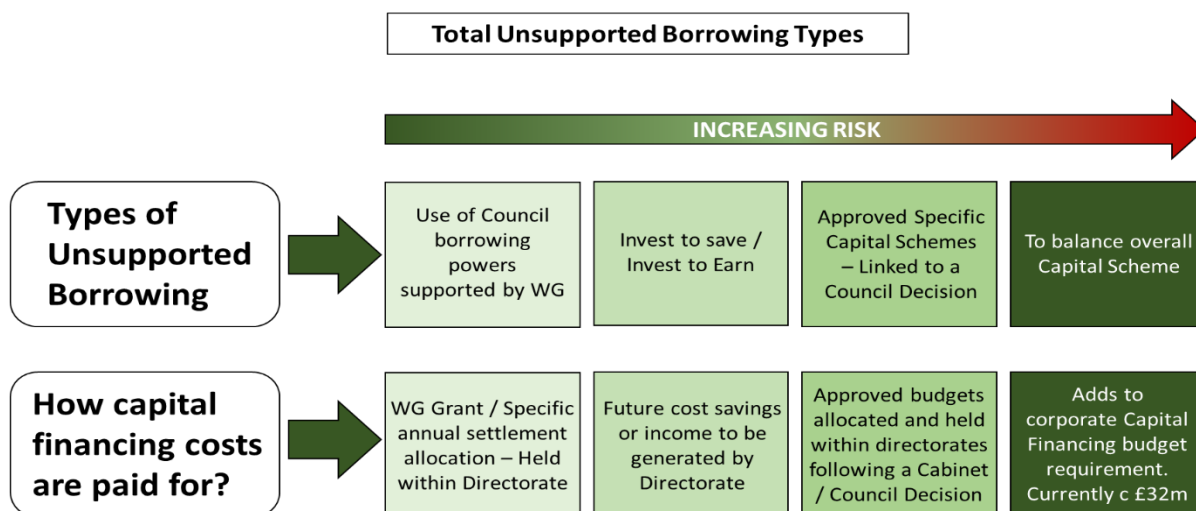 Total Unsupported Borrowing Types
INCREASING RISK
Types of
Unsupported
Borrowing
Use of Council
borrowing
powers
supported by WG
Invest to save /
Invest to Earn
Approved Specific
Capital Schemes
– Linked to a
Council Decision
To balance overall
Capital Scheme
How capital
financing costs
are paid for?
WG Grant / Specific
annual settlement
allocation – Held
within Directorate
Future cost savings
or income to be
generated by
Directorate
Approved budgets
allocated and held
within directorates
following a Cabinet
/ Council Decision
Adds to
corporate Capital
Financing budget
requirement.
Currently c £32m